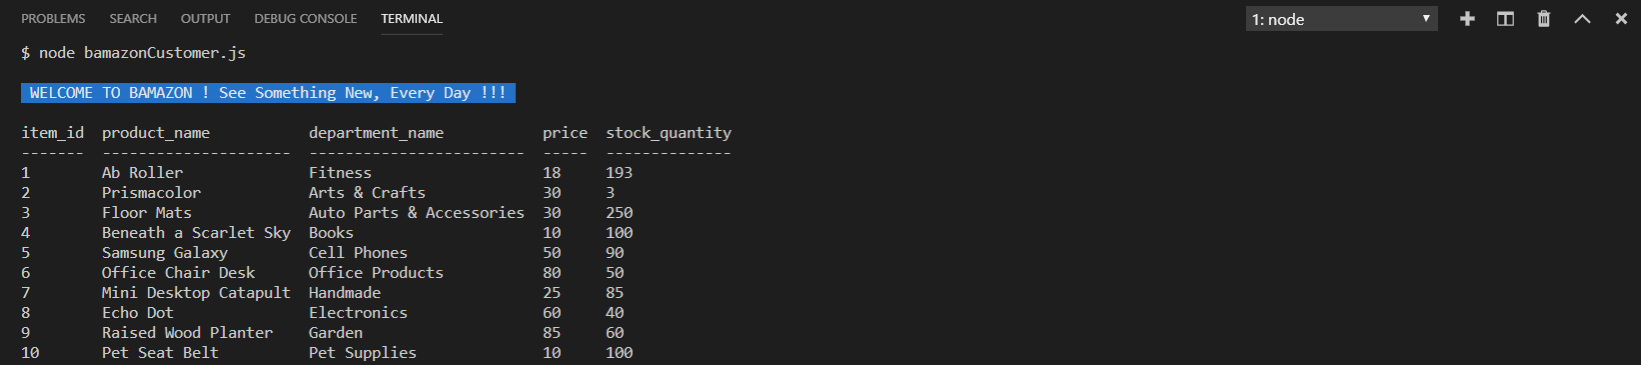 PROBLEMS SEARCH OUTPUT DEBUG CONSOLE TERMINAL 1: node
$ node bamazonCustomer.js
WELCOME TO BAMAZON ! See Something New, Every Day !!!
item_id  product_name           department_name            price  stock_quantity
-------  ---------------------  ------------------------  -----  --------------
1        Ab Roller              Fitness                   18     193
2        Prismacolor            Arts & Crafts             30     3
3        Floor Mats             Auto Parts & Accessories  30     250
4        Beneath a Scarlet Sky  Books                     10     100
5        Samsung Galaxy         Cell Phones               50     90
6        Office Chair Desk      Office Products           80     50
7        Mini Desktop Catapult  Handmade                  25     85
8        Echo Dot               Electronics               60     40
9        Raised Wood Planter    Garden                    85     60
10       Pet Seat Belt          Pet Supplies              10     100